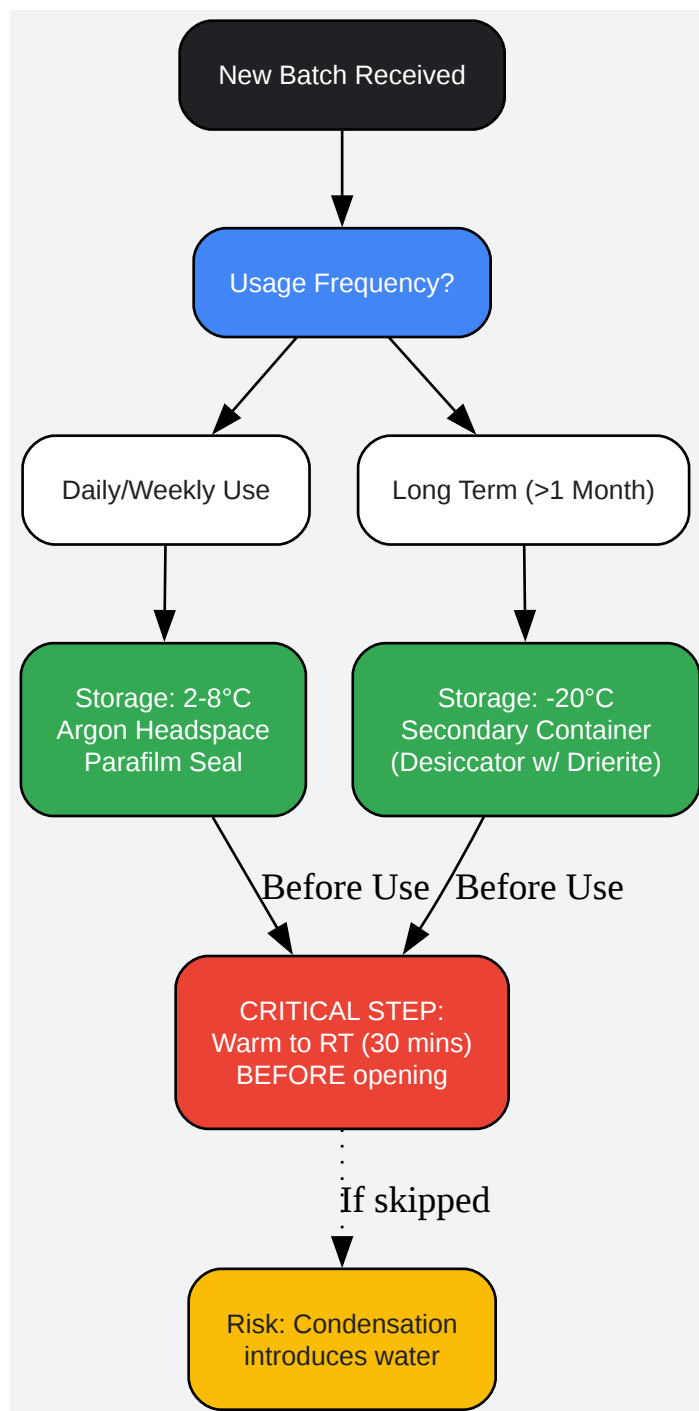 New Batch Received
Usage Frequency?
Daily/Weekly Use
Long Term (>1 Month)
Storage: 2-8°C
Argon Headspace
Parafilm Seal
Storage: -20°C
Secondary Container
(Desiccator w/ Drierite)
Before Use
Before Use
CRITICAL STEP:
Warm to RT (30 mins)
BEFORE opening
If skipped
Risk: Condensation
introduces water